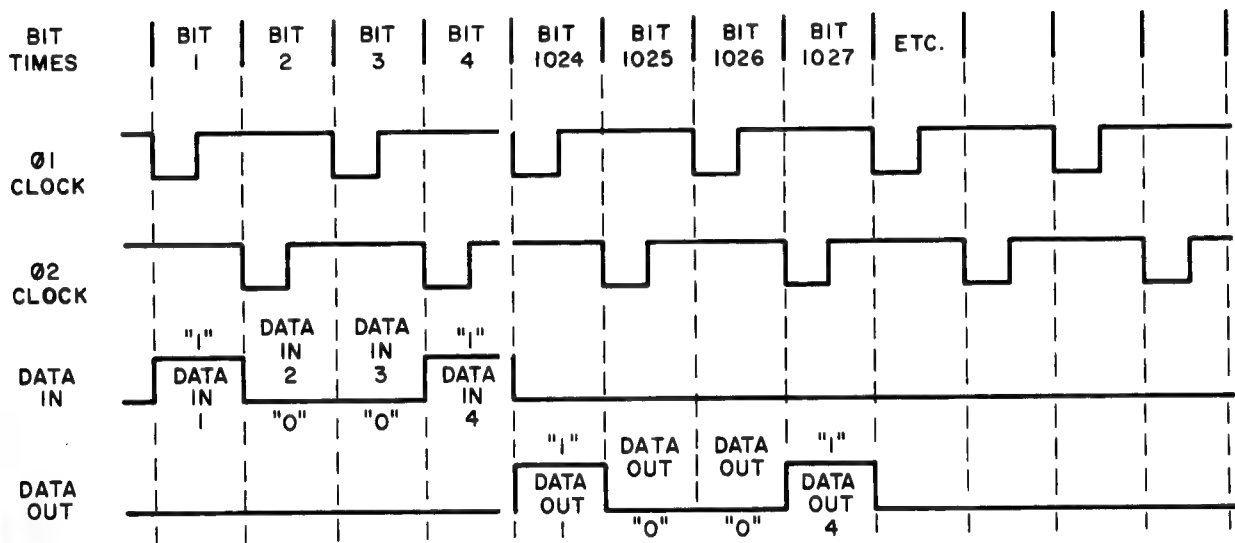 BIT TIMES
BIT 1
BIT 2
BIT 3
BIT 4
BIT 1024
BIT 1025
BIT 1026
BIT 1027
ETC.
Ø1 CLOCK
Ø2 CLOCK
DATA IN
"1"
DATA IN 1
DATA IN 2
"0"
DATA IN 3
"0"
"1"
DATA IN 4
DATA OUT
"1"
DATA OUT 1
DATA OUT
"0"
DATA OUT
"0"
"1"
DATA OUT 4